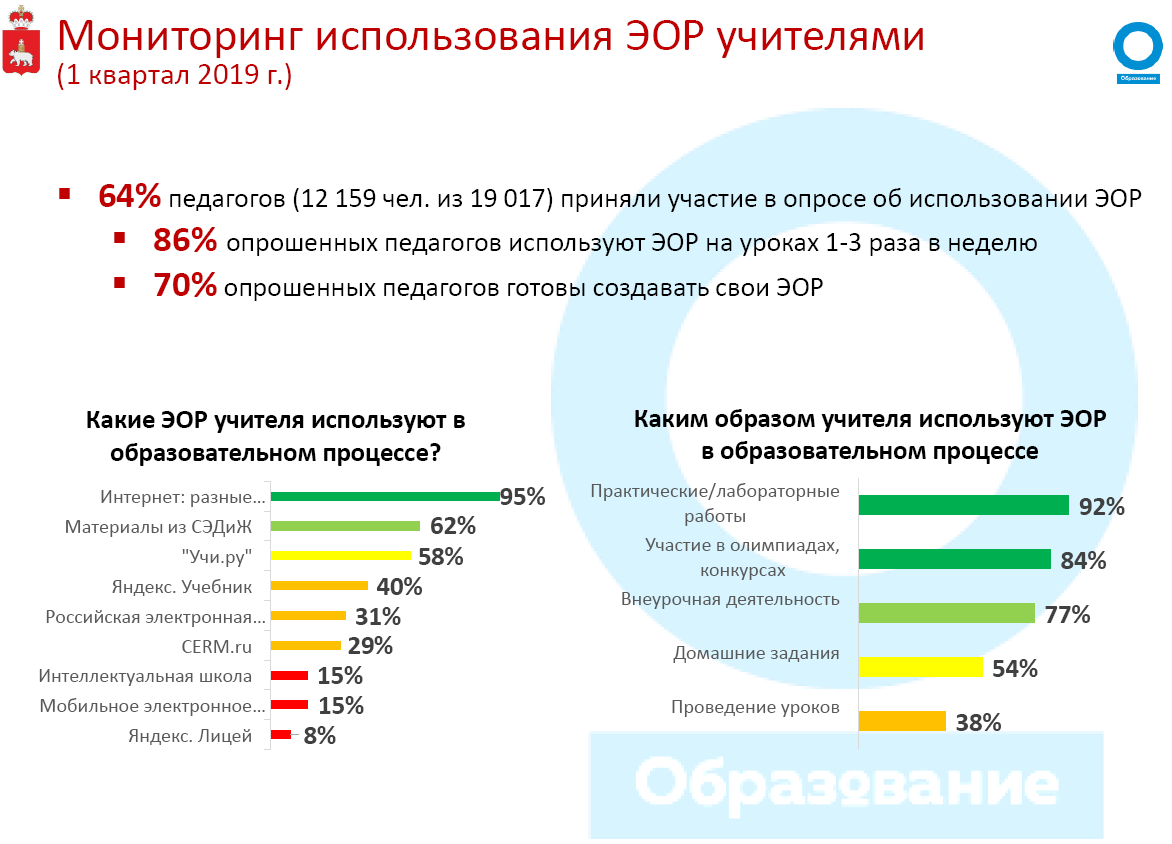 Мониторинг использования ЭОР учителями
(1 квартал 2019 г.)
Образование
64% педагогов (12 159 чел. из 19 017) приняли участие в опросе об использовании ЭОР
86% опрошенных педагогов используют ЭОР на уроках 1-3 раза в неделю
70% опрошенных педагогов готовы создавать свои ЭОР
Какие ЭОР учителя используют в
образовательном процессе?
Интернет: разные... 95%
Материалы из СЭДиЖ 62%
"Учи.ру" 58%
Яндекс. Учебник 40%
Российская электронная... 31%
CERM.ru 29%
Интеллектуальная школа 15%
Мобильное электронное... 15%
Яндекс. Лицей 8%
Каким образом учителя используют ЭОР
в образовательном процессе
Практические/лабораторные
работы 92%
Участие в олимпиадах,
конкурсах 84%
Внеурочная деятельность 77%
Домашние задания 54%
Проведение уроков 38%
Образование